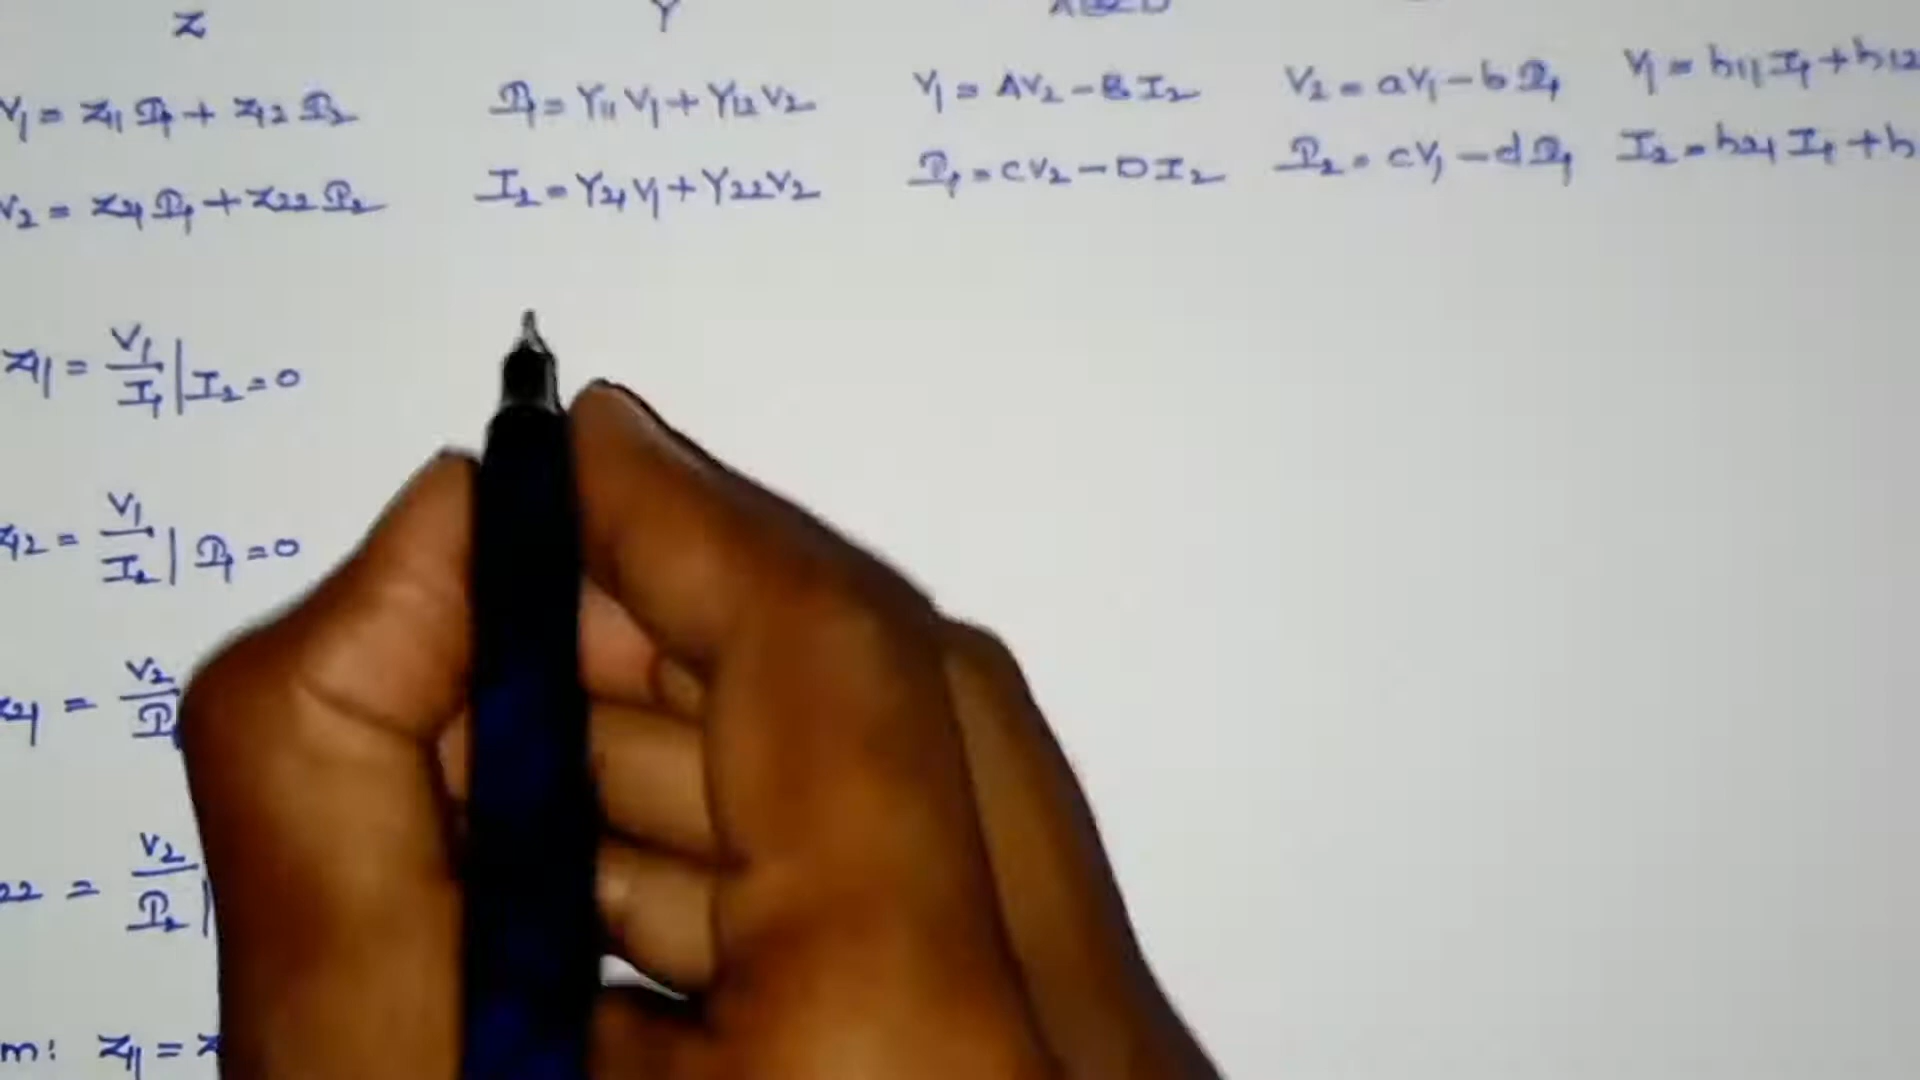 Z
Y
V1 = Z11 I1 + Z12 I2
V2 = Z21 I1 + Z22 I2
I1 = Y11 V1 + Y12 V2
I2 = Y21 V1 + Y22 V2
V1 = AV2 - B I2
I1 = CV2 - D I2
V2 = aV1 - b I1
I2 = cV1 - d I1
V1 = h11 I1 + h12
I2 = h21 I1 + h
Z11 = V1/I1 | I2 = 0
Z12 = V1/I2 | I1 = 0
Z21 = V2/I1
22 = V2/I2 |
m: Z11 = Z